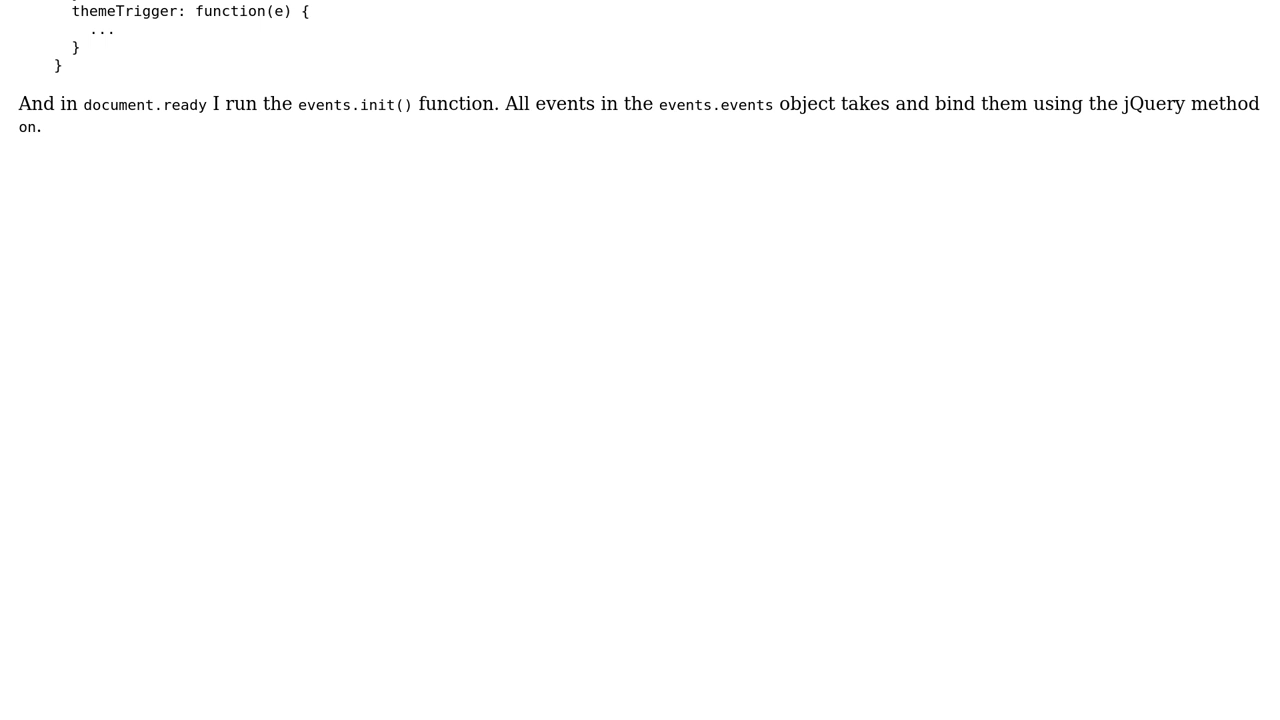 themeTrigger: function(e) {
...
}
}
And in document.ready I run the events.init() function. All events in the events.events object takes and bind them using the jQuery method
on.